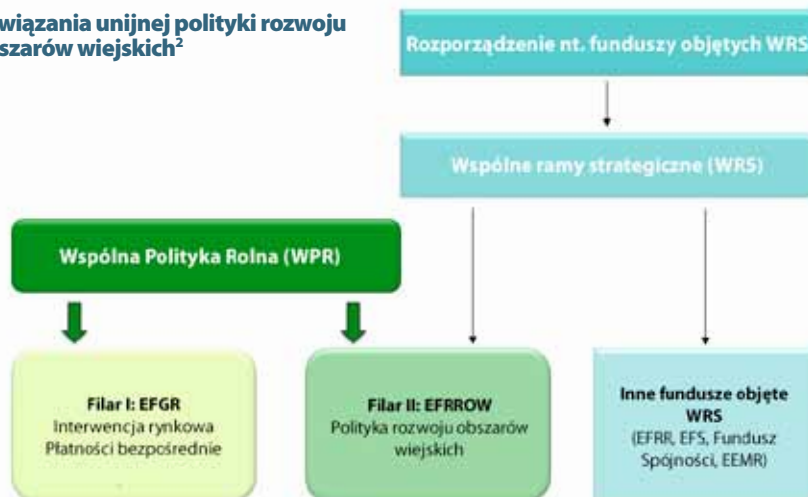 wiązania unijnej polityki rozwoju
szarów wiejskich²
Rozporządzenie nt. funduszy objętych WRS
Wspólne ramy strategiczne (WRS)
Wspólna Polityka Rolna (WPR)
Filar I: EFGR
Interwencja rynkowa
Płatności bezpośrednie
Filar II: EFRROW
Polityka rozwoju obszarów
wiejskich
Inne fundusze objęte
WRS
(EFRR, EFS, Fundusz
Spójności, EEMR)